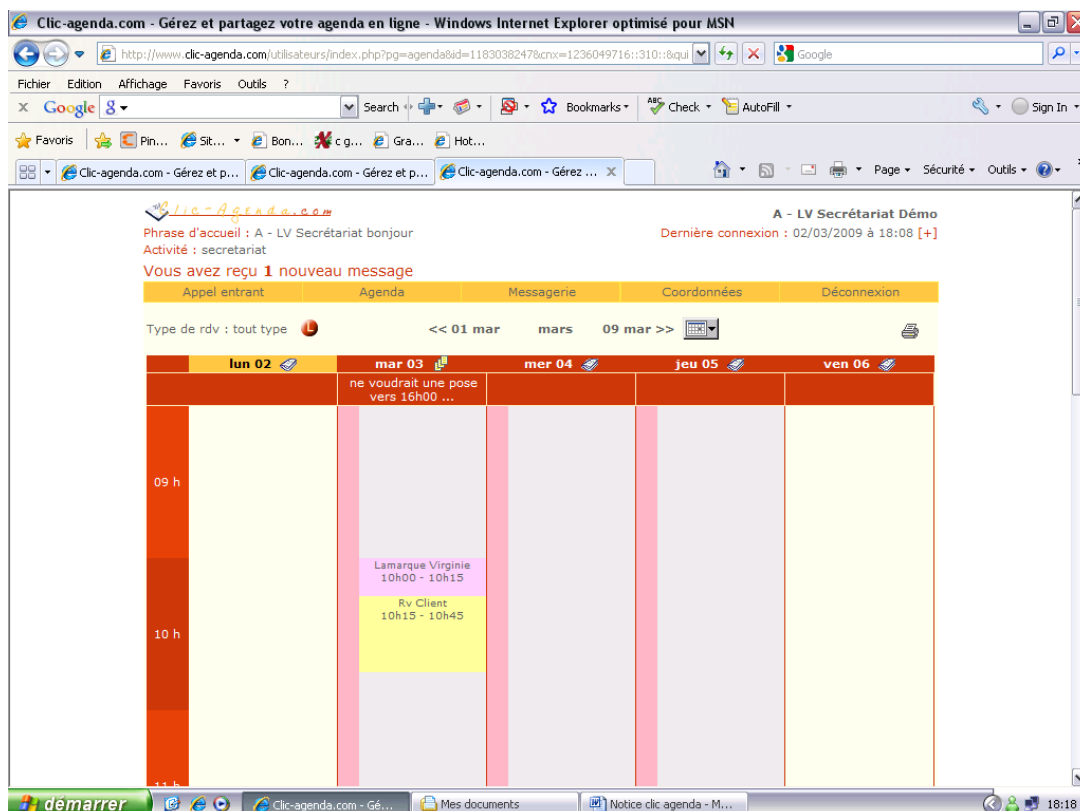 Clic-agenda.com - Gérez et partagez votre agenda en ligne - Windows Internet Explorer optimisé pour MSN
http://www.clic-agenda.com/utilisateurs/index.php?pg=agenda&id=1183038247&cnx=1236049716::310::&qui
Google
Fichier Edition Affichage Favoris Outils ?
x Google Search Bookmarks Check AutoFill Sign In
Favoris Pin... Sit... Bon... c g... Gra... Hot...
Clic-agenda.com - Gérez et p... Clic-agenda.com - Gérez et p... Clic-agenda.com - Gérez ... X Page Sécurité Outils
Clic-Agenda.com
A - LV Secrétariat Démo
Phrase d'accueil : A - LV Secrétariat bonjour
Dernière connexion : 02/03/2009 à 18:08 [+]
Activité : secretariat
Vous avez reçu 1 nouveau message
Appel entrant Agenda Messagerie Coordonnées Déconnexion
Type de rdv : tout type L << 01 mar mars 09 mar >>
lun 02 mar 03 mer 04 jeu 05 ven 06
ne voudrait une pose
vers 16h00 ...
09 h
Lamarque Virginie
10h00 - 10h15
Rv Client
10h15 - 10h45
10 h
11 h
démarrer Clic-agenda.com - Gé... Mes documents Notice clic agenda - M... 18:18